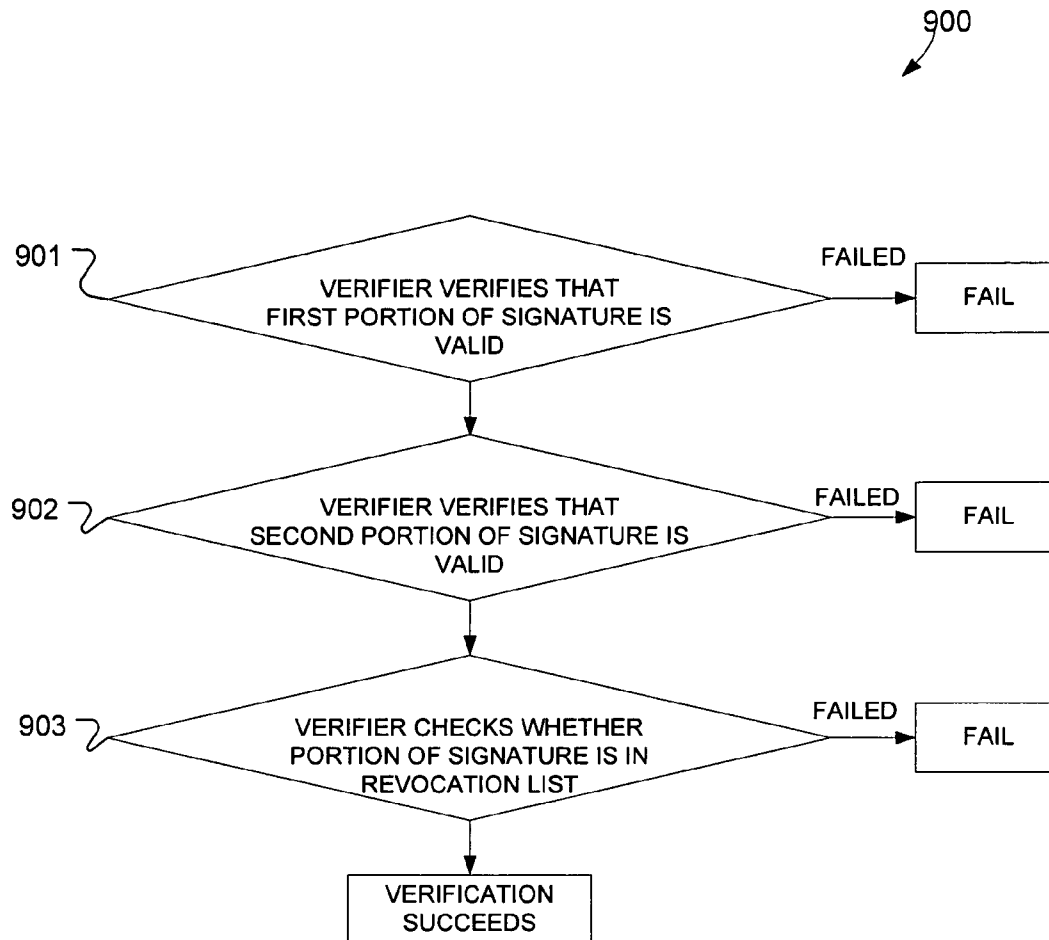 900
901
FAILED
VERIFIER VERIFIES THAT
FIRST PORTION OF SIGNATURE IS
VALID
FAIL
902
FAILED
VERIFIER VERIFIES THAT
SECOND PORTION OF SIGNATURE IS
VALID
FAIL
903
FAILED
VERIFIER CHECKS WHETHER
PORTION OF SIGNATURE IS IN
REVOCATION LIST
FAIL
VERIFICATION
SUCCEEDS